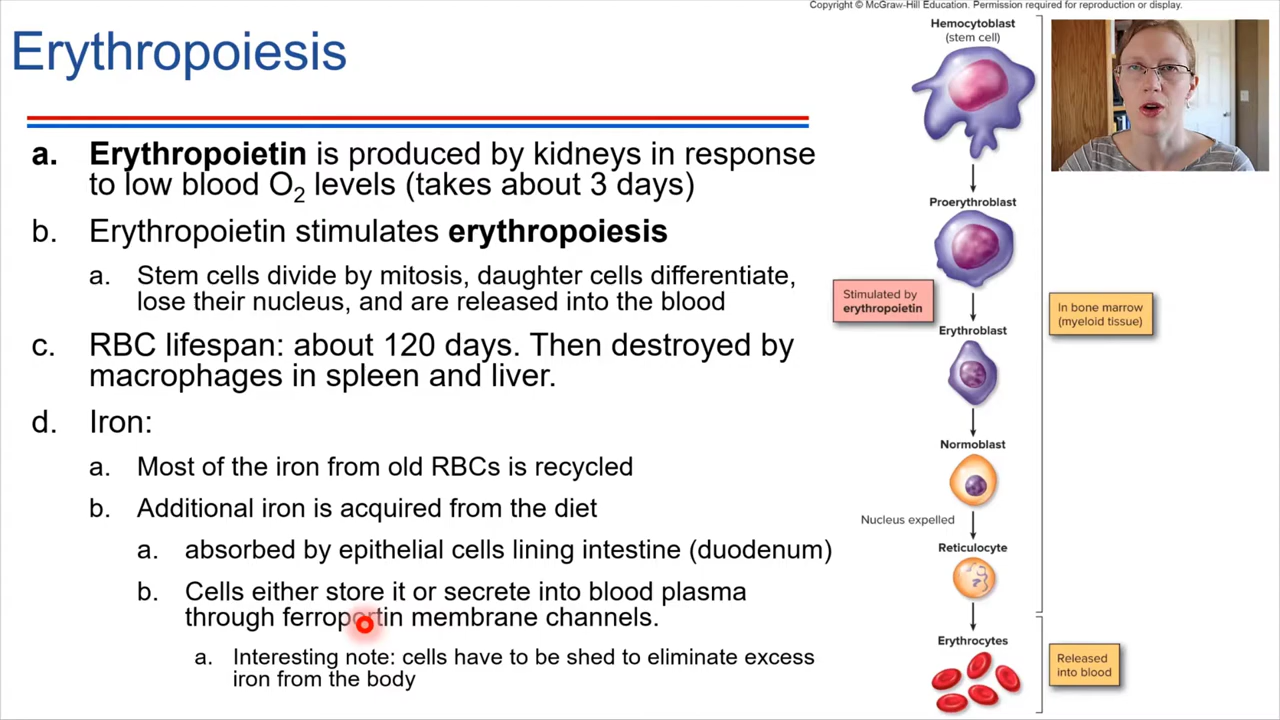 Copyright © McGraw-Hill Education. Permission required for reproduction or display.
Erythropoiesis
a. Erythropoietin is produced by kidneys in response
to low blood O₂ levels (takes about 3 days)
b. Erythropoietin stimulates erythropoiesis
a. Stem cells divide by mitosis, daughter cells differentiate,
lose their nucleus, and are released into the blood
c. RBC lifespan: about 120 days. Then destroyed by
macrophages in spleen and liver.
d. Iron:
a. Most of the iron from old RBCs is recycled
b. Additional iron is acquired from the diet
a. absorbed by epithelial cells lining intestine (duodenum)
b. Cells either store it or secrete into blood plasma
through ferroportin membrane channels.
a. Interesting note: cells have to be shed to eliminate excess
iron from the body
Hemocytoblast
(stem cell)
Proerythroblast
Stimulated by
erythropoietin
Erythroblast
Normoblast
Nucleus expelled
Reticulocyte
Erythrocytes
In bone marrow
(myeloid tissue)
Released
into blood